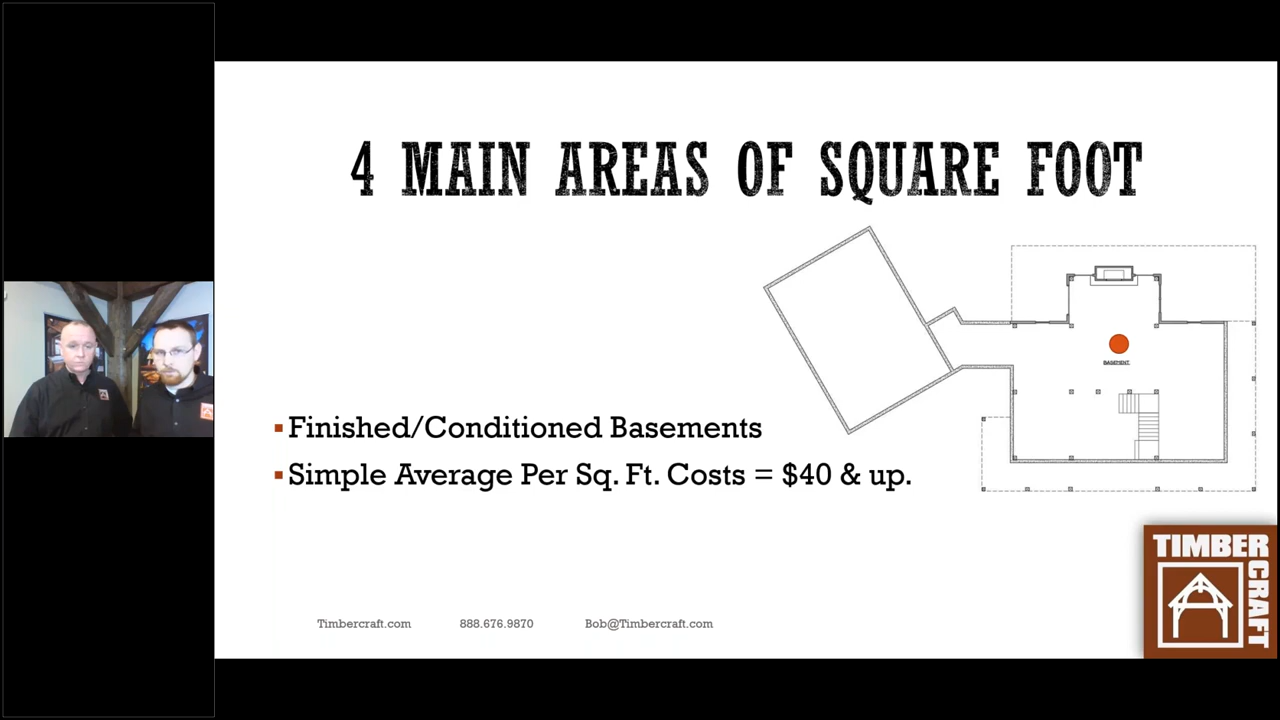 4 MAIN AREAS OF SQUARE FOOT
BASEMENT
Finished/Conditioned Basements
Simple Average Per Sq. Ft. Costs = $40 & up.
Timbercraft.com 888.676.9870 Bob@Timbercraft.com
TIMBER
CRAFT